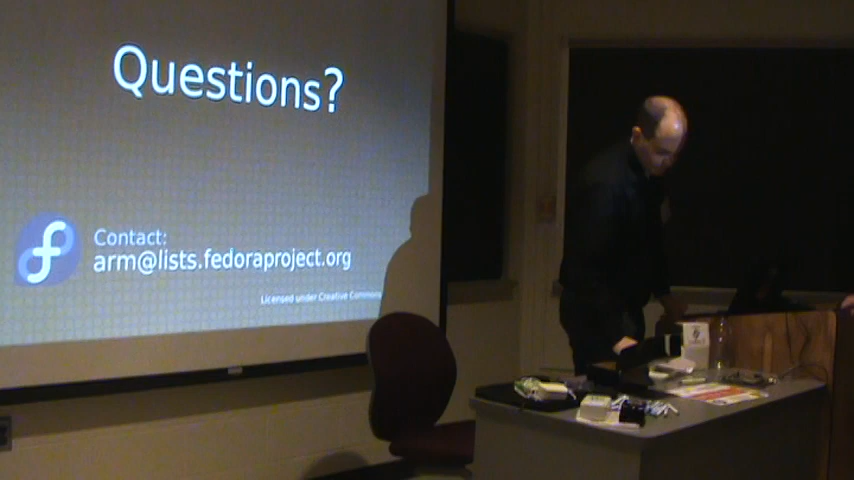 Questions?
Contact:
arm@lists.fedoraproject.org
Licensed under Creative Commons